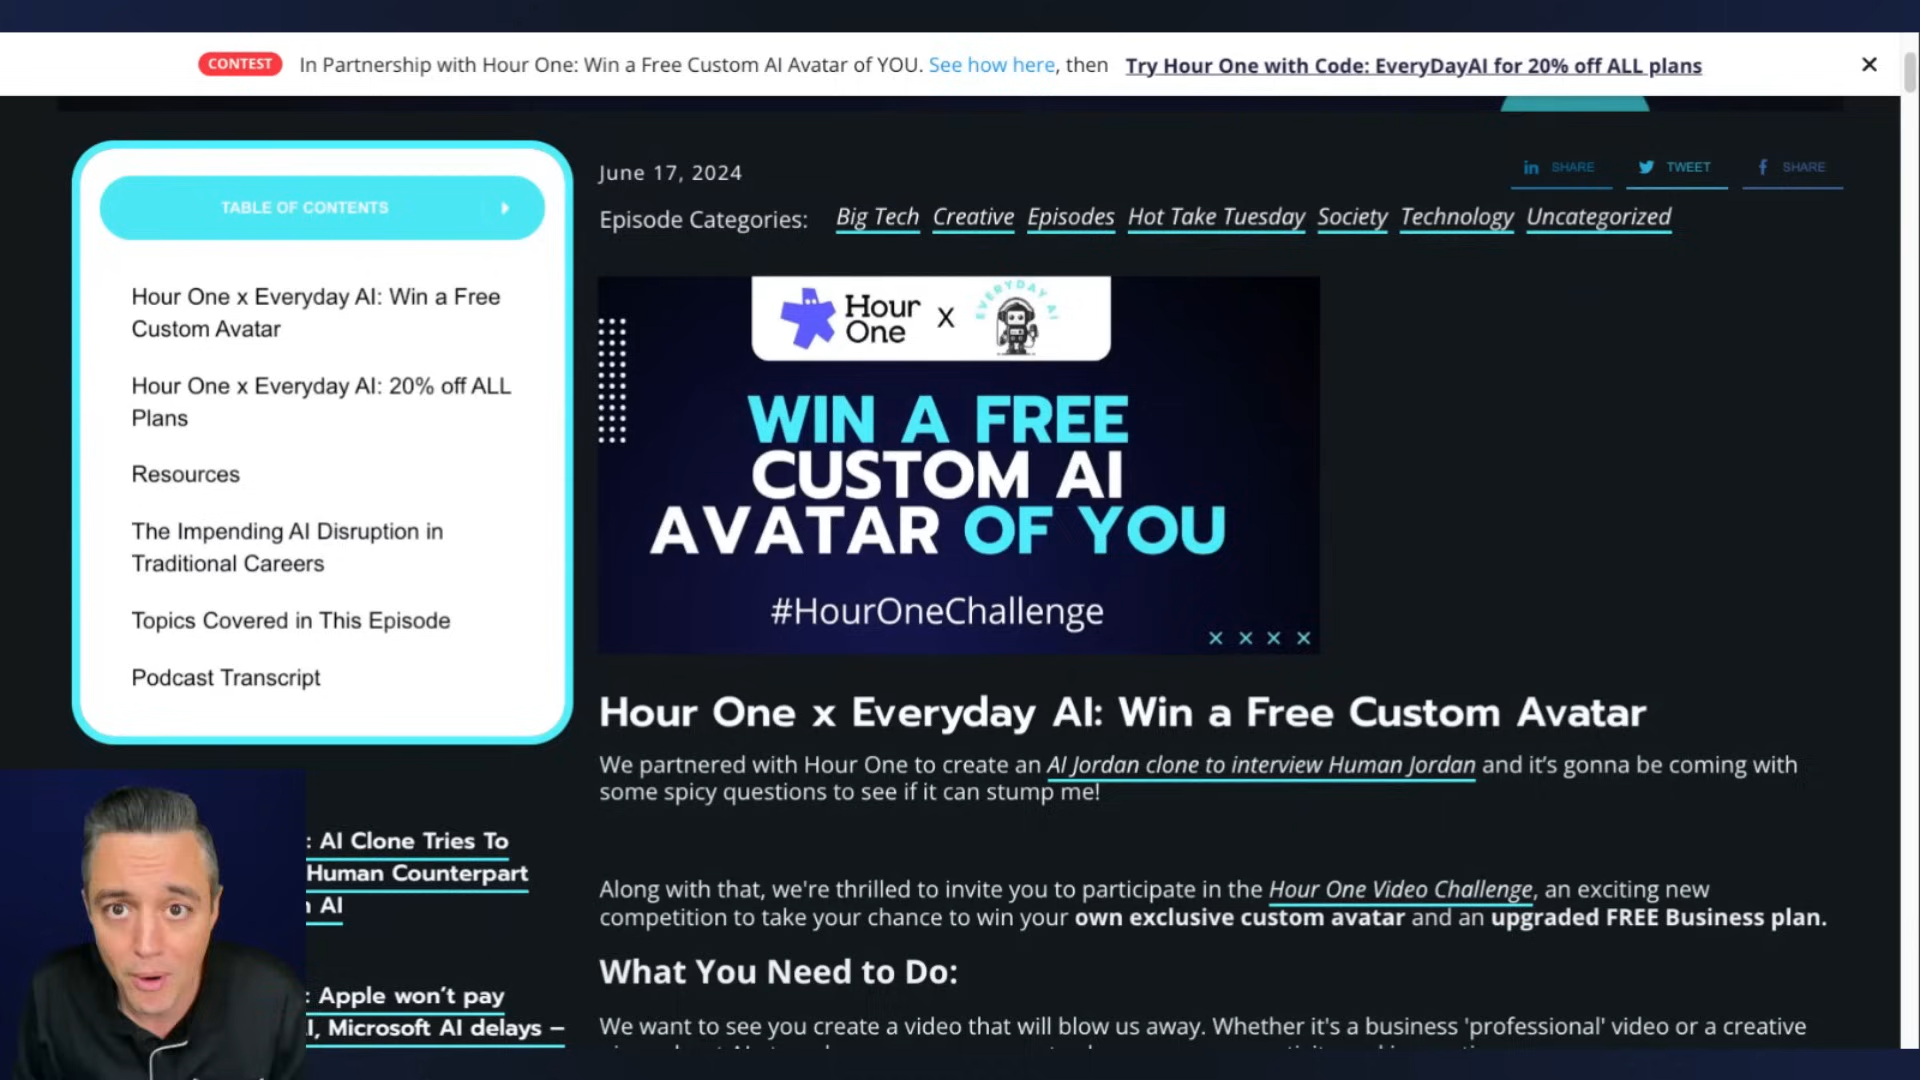 CONTEST In Partnership with Hour One: Win a Free Custom AI Avatar of YOU. See how here, then Try Hour One with Code: EveryDayAI for 20% off ALL plans ×
TABLE OF CONTENTS
Hour One x Everyday AI: Win a Free
Custom Avatar
Hour One x Everyday AI: 20% off ALL
Plans
Resources
The Impending AI Disruption in
Traditional Careers
Topics Covered in This Episode
Podcast Transcript
: AI Clone Tries To
Human Counterpart
AI
: Apple won't pay
, Microsoft AI delays –
June 17, 2024
SHARE TWEET SHARE
Episode Categories: Big Tech Creative Episodes Hot Take Tuesday Society Technology Uncategorized
Hour
One
X
EVERYDAY AI
WIN A FREE
CUSTOM AI
AVATAR OF YOU
#HourOneChallenge
Hour One x Everyday AI: Win a Free Custom Avatar
We partnered with Hour One to create an AI Jordan clone to interview Human Jordan and it's gonna be coming with
some spicy questions to see if it can stump me!
Along with that, we're thrilled to invite you to participate in the Hour One Video Challenge, an exciting new
competition to take your chance to win your own exclusive custom avatar and an upgraded FREE Business plan.
What You Need to Do:
We want to see you create a video that will blow us away. Whether it's a business 'professional' video or a creative